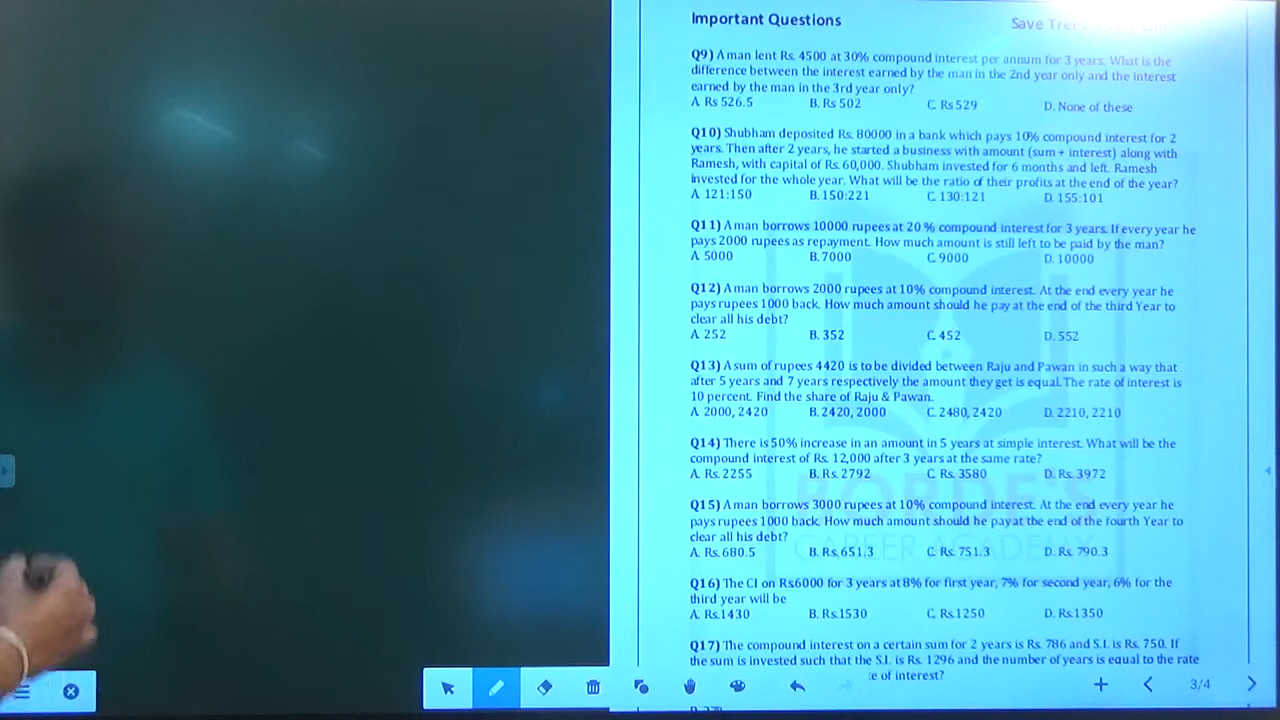 Important Questions
Save Trees
Q9) A man lent Rs. 4500 at 30% compound interest per annum for 3 years. What is the
difference between the interest earned by the man in the 2nd year only and the interest
earned by the man in the 3rd year only?
A. Rs 526.5 B. Rs 502 C. Rs 529 D. None of these
Q10) Shubham deposited Rs. 80000 in a bank which pays 10% compound interest for 2
years. Then after 2 years, he started a business with amount (sum + interest) along with
Ramesh, with capital of Rs. 60,000. Shubham invested for 6 months and left. Ramesh
invested for the whole year. What will be the ratio of their profits at the end of the year?
A. 121:150 B. 150:221 C. 130:121 D. 155:101
Q11) A man borrows 10000 rupees at 20 % compound interest for 3 years. If every year he
pays 2000 rupees as repayment. How much amount is still left to be paid by the man?
A. 5000 B. 7000 C. 9000 D. 10000
Q12) A man borrows 2000 rupees at 10% compound interest. At the end every year he
pays rupees 1000 back. How much amount should he pay at the end of the third Year to
clear all his debt?
A. 252 B. 352 C. 452 D. 552
Q13) A sum of rupees 4420 is to be divided between Raju and Pawan in such a way that
after 5 years and 7 years respectively the amount they get is equal. The rate of interest is
10 percent. Find the share of Raju & Pawan.
A. 2000, 2420 B. 2420, 2000 C. 2480, 2420 D. 2210, 2210
Q14) There is 50% increase in an amount in 5 years at simple interest. What will be the
compound interest of Rs. 12,000 after 3 years at the same rate?
A. Rs. 2255 B. Rs. 2792 C. Rs. 3580 D. Rs. 3972
Q15) A man borrows 3000 rupees at 10% compound interest. At the end every year he
pays rupees 1000 back. How much amount should he pay at the end of the fourth Year to
clear all his debt?
A. Rs. 680.5 B. Rs. 651.3 C. Rs. 751.3 D. Rs. 790.3
CAREER ACADEMY
Q16) The CI on Rs6000 for 3 years at 8% for first year, 7% for second year, 6% for the
third year will be
A. Rs.1430 B. Rs.1530 C. Rs.1250 D. Rs.1350
Q17) The compound interest on a certain sum for 2 years is Rs. 786 and S.I. is Rs. 750. If
the sum is invested such that the S.I. is Rs. 1296 and the number of years is equal to the rate
of interest?
3/4